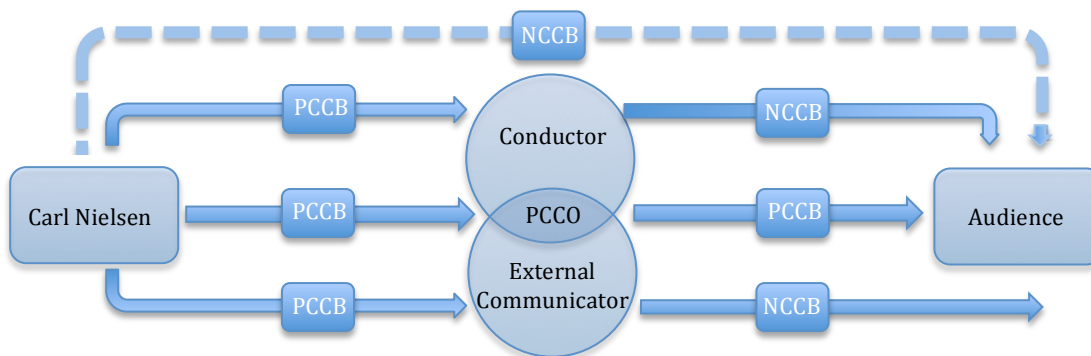 NCCB
PCCB
Conductor
NCCB
Carl Nielsen
PCCB
PCCO
PCCB
Audience
External
Communicator
PCCB
NCCB